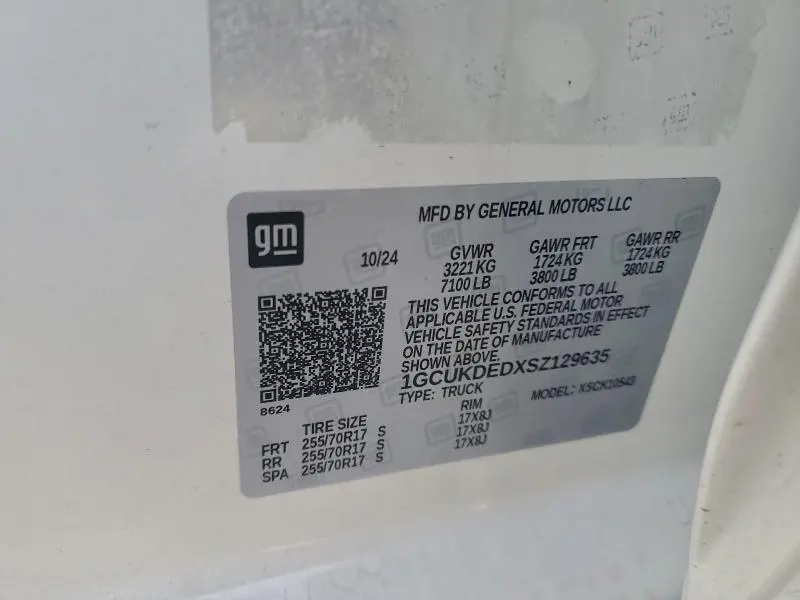 gm
MFD BY GENERAL MOTORS LLC
10/24 GVWR GAWR FRT GAWR RR
3221 KG 1724 KG 1724 KG
7100 LB 3800 LB 3800 LB
THIS VEHICLE CONFORMS TO ALL
APPLICABLE U.S. FEDERAL MOTOR
VEHICLE SAFETY STANDARDS IN EFFECT
ON THE DATE OF MANUFACTURE
SHOWN ABOVE.
1GCUKDEDXSZ129635
8624 TYPE: TRUCK MODEL: XSCK10543
TIRE SIZE RIM
FRT 255/70R17 S 17X8J
RR 255/70R17 S 17X8J
SPA 255/70R17 S 17X8J